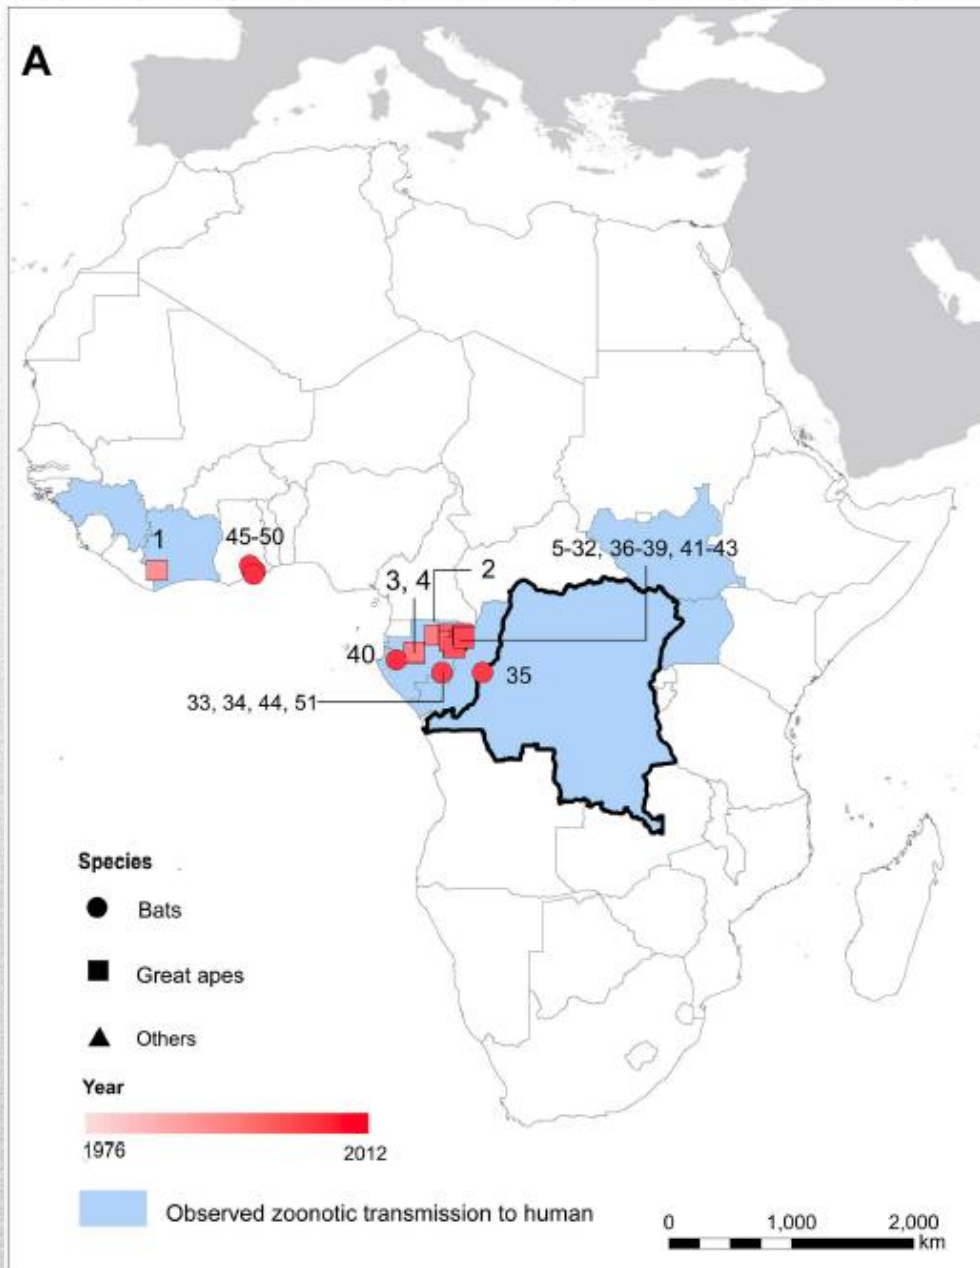 A
1
45-50
5-32, 36-39, 41-43
3, 4
2
40
35
33, 34, 44, 51
Species
Bats
Great apes
Others
Year
1976
2012
Observed zoonotic transmission to human
0
1,000
2,000
km